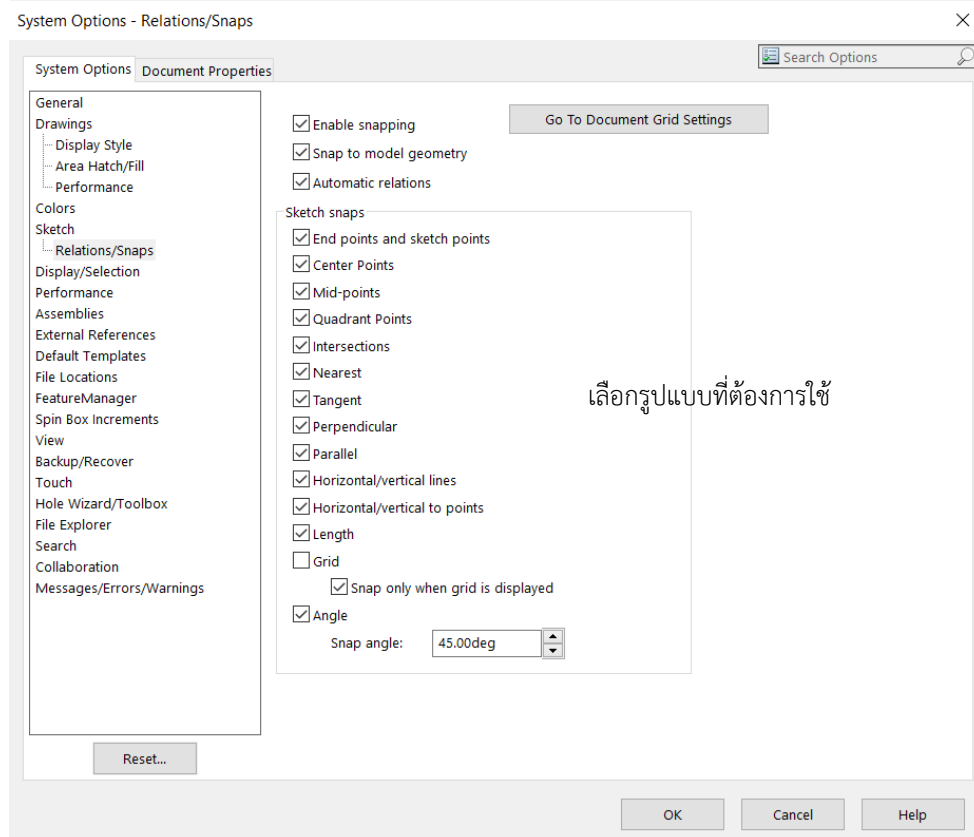 System Options - Relations/Snaps
Search Options
System Options
Document Properties
General
Drawings
Display Style
Area Hatch/Fill
Performance
Colors
Sketch
Relations/Snaps
Display/Selection
Performance
Assemblies
External References
Default Templates
File Locations
FeatureManager
Spin Box Increments
View
Backup/Recover
Touch
Hole Wizard/Toolbox
File Explorer
Search
Collaboration
Messages/Errors/Warnings
Reset...
Enable snapping
Go To Document Grid Settings
Snap to model geometry
Automatic relations
Sketch snaps
End points and sketch points
Center Points
Mid-points
Quadrant Points
Intersections
Nearest
Tangent
Perpendicular
Parallel
Horizontal/vertical lines
Horizontal/vertical to points
Length
Grid
Snap only when grid is displayed
Angle
Snap angle:
45.00deg
เลือกรูปแบบที่ต้องการใช้
OK
Cancel
Help